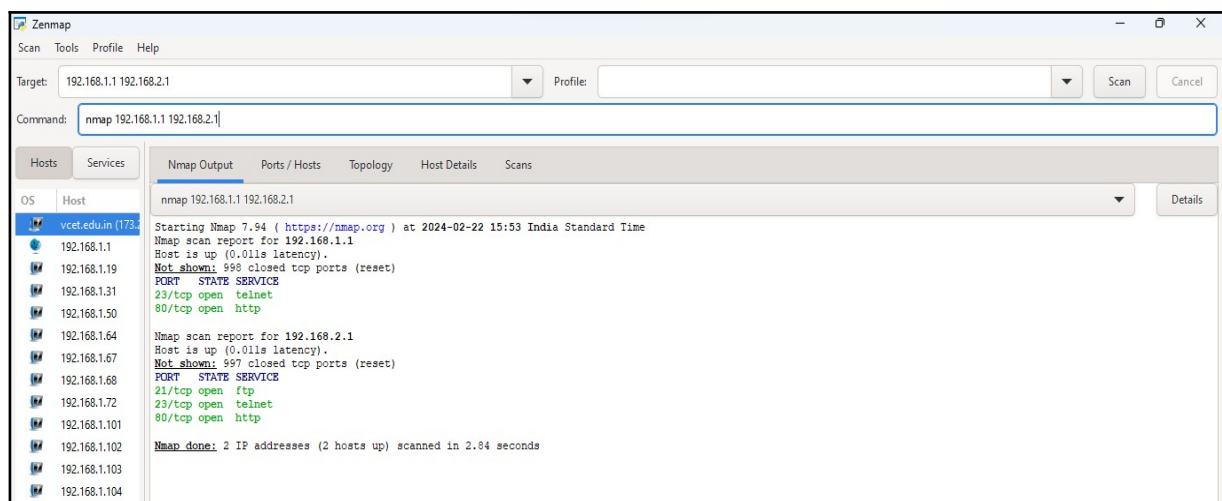 Zenmap
Scan Tools Profile Help
Target: 192.168.1.1 192.168.2.1 Profile: Scan Cancel
Command: nmap 192.168.1.1 192.168.2.1
Hosts Services Nmap Output Ports / Hosts Topology Host Details Scans
OS Host nmap 192.168.1.1 192.168.2.1 Details
vcet.edu.in (173.2
192.168.1.1
192.168.1.19
192.168.1.31
192.168.1.50
192.168.1.64
192.168.1.67
192.168.1.68
192.168.1.72
192.168.1.101
192.168.1.102
192.168.1.103
192.168.1.104
Starting Nmap 7.94 ( https://nmap.org ) at 2024-02-22 15:53 India Standard Time
Nmap scan report for 192.168.1.1
Host is up (0.011s latency).
Not shown: 998 closed tcp ports (reset)
PORT STATE SERVICE
23/tcp open telnet
80/tcp open http
Nmap scan report for 192.168.2.1
Host is up (0.011s latency).
Not shown: 997 closed tcp ports (reset)
PORT STATE SERVICE
21/tcp open ftp
23/tcp open telnet
80/tcp open http
Nmap done: 2 IP addresses (2 hosts up) scanned in 2.84 seconds